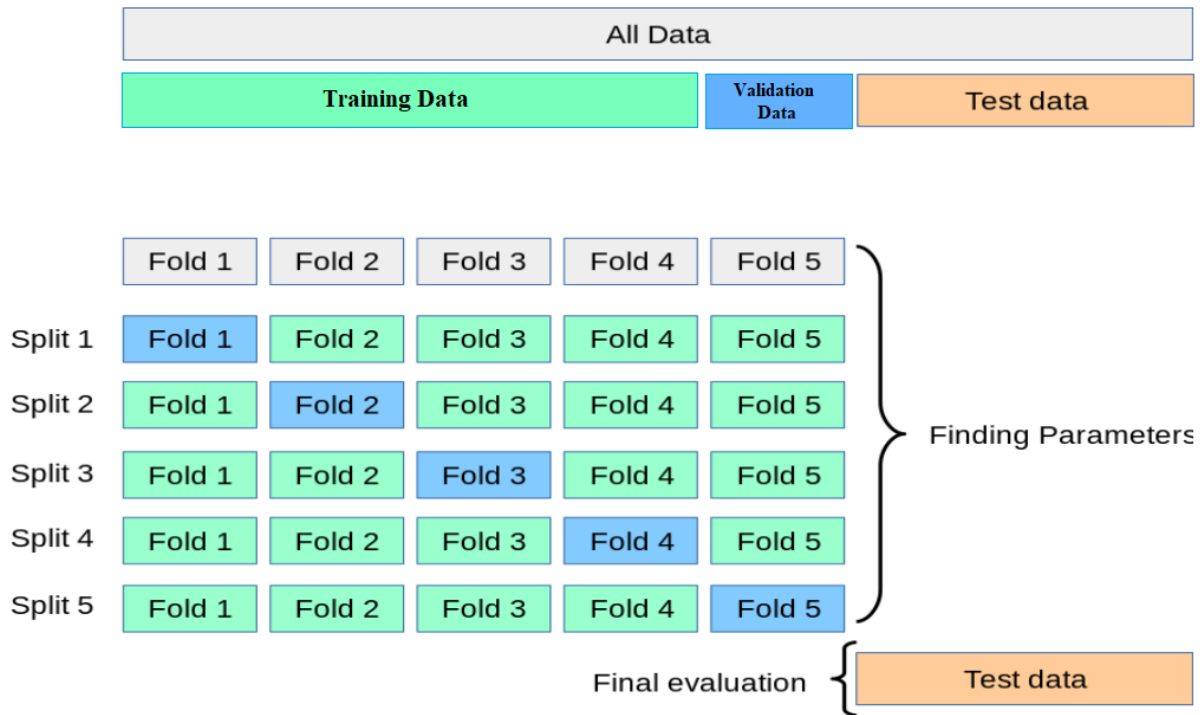 All Data
Training Data
Validation
Data
Test data
Fold 1 Fold 2 Fold 3 Fold 4 Fold 5
Split 1 Fold 1 Fold 2 Fold 3 Fold 4 Fold 5
Split 2 Fold 1 Fold 2 Fold 3 Fold 4 Fold 5
Finding Parameters
Split 3 Fold 1 Fold 2 Fold 3 Fold 4 Fold 5
Split 4 Fold 1 Fold 2 Fold 3 Fold 4 Fold 5
Split 5 Fold 1 Fold 2 Fold 3 Fold 4 Fold 5
Final evaluation
Test data